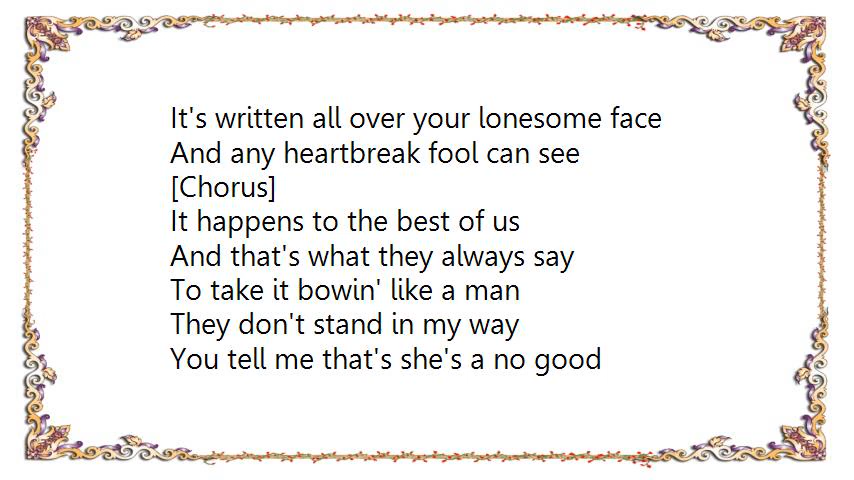 It's written all over your lonesome face
And any heartbreak fool can see
[Chorus]
It happens to the best of us
And that's what they always say
To take it bowin' like a man
They don't stand in my way
You tell me that's she's a no good